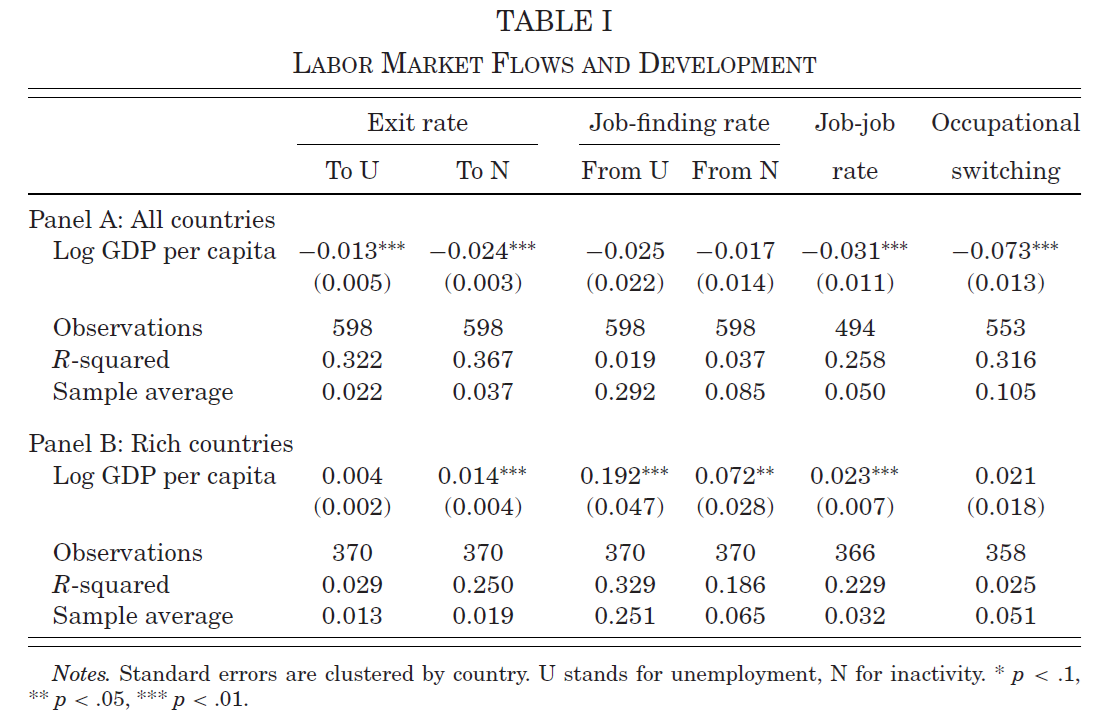 TABLE I
LABOR MARKET FLOWS AND DEVELOPMENT
Exit rate Job-finding rate Job-job Occupational
To U To N From U From N rate switching
Panel A: All countries
Log GDP per capita −0.013*** −0.024*** −0.025 −0.017 −0.031*** −0.073***
(0.005) (0.003) (0.022) (0.014) (0.011) (0.013)
Observations 598 598 598 598 494 553
R-squared 0.322 0.367 0.019 0.037 0.258 0.316
Sample average 0.022 0.037 0.292 0.085 0.050 0.105
Panel B: Rich countries
Log GDP per capita 0.004 0.014*** 0.192*** 0.072** 0.023*** 0.021
(0.002) (0.004) (0.047) (0.028) (0.007) (0.018)
Observations 370 370 370 370 366 358
R-squared 0.029 0.250 0.329 0.186 0.229 0.025
Sample average 0.013 0.019 0.251 0.065 0.032 0.051
Notes. Standard errors are clustered by country. U stands for unemployment, N for inactivity. * p < .1,
** p < .05, *** p < .01.